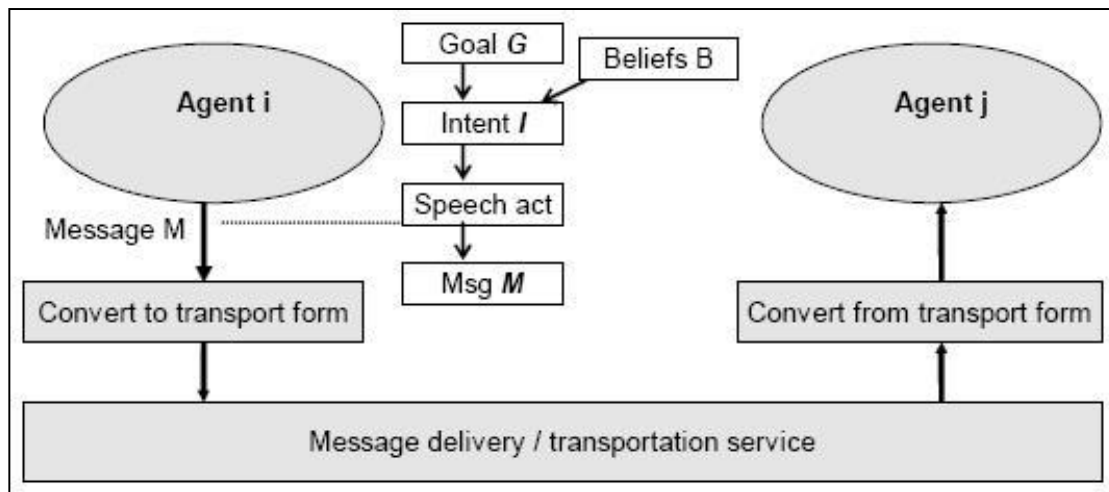 Goal G
Beliefs B
Agent i
Agent j
Intent I
Speech act
Message M
Msg M
Convert to transport form
Convert from transport form
Message delivery / transportation service